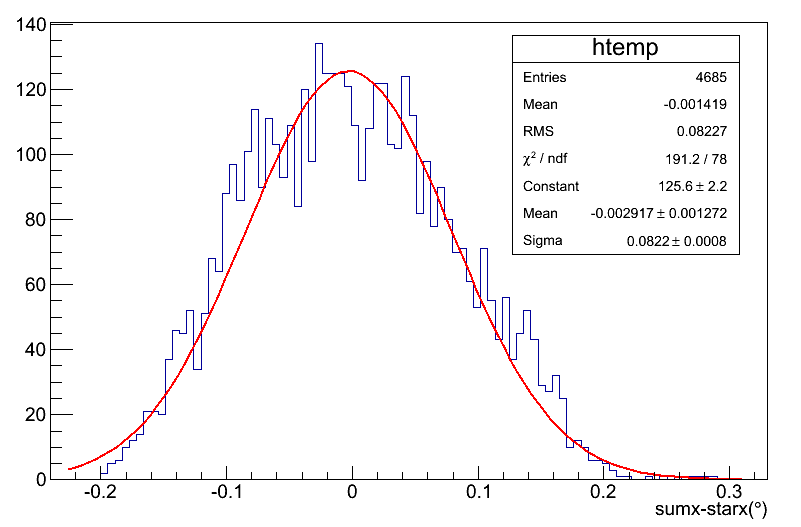 140
120
100
80
60
40
20
0
-0.2 -0.1 0 0.1 0.2 0.3
sumx-starx(°)
htemp
Entries 4685
Mean -0.001419
RMS 0.08227
χ² / ndf 191.2 / 78
Constant 125.6 ± 2.2
Mean -0.002917 ± 0.001272
Sigma 0.0822 ± 0.0008